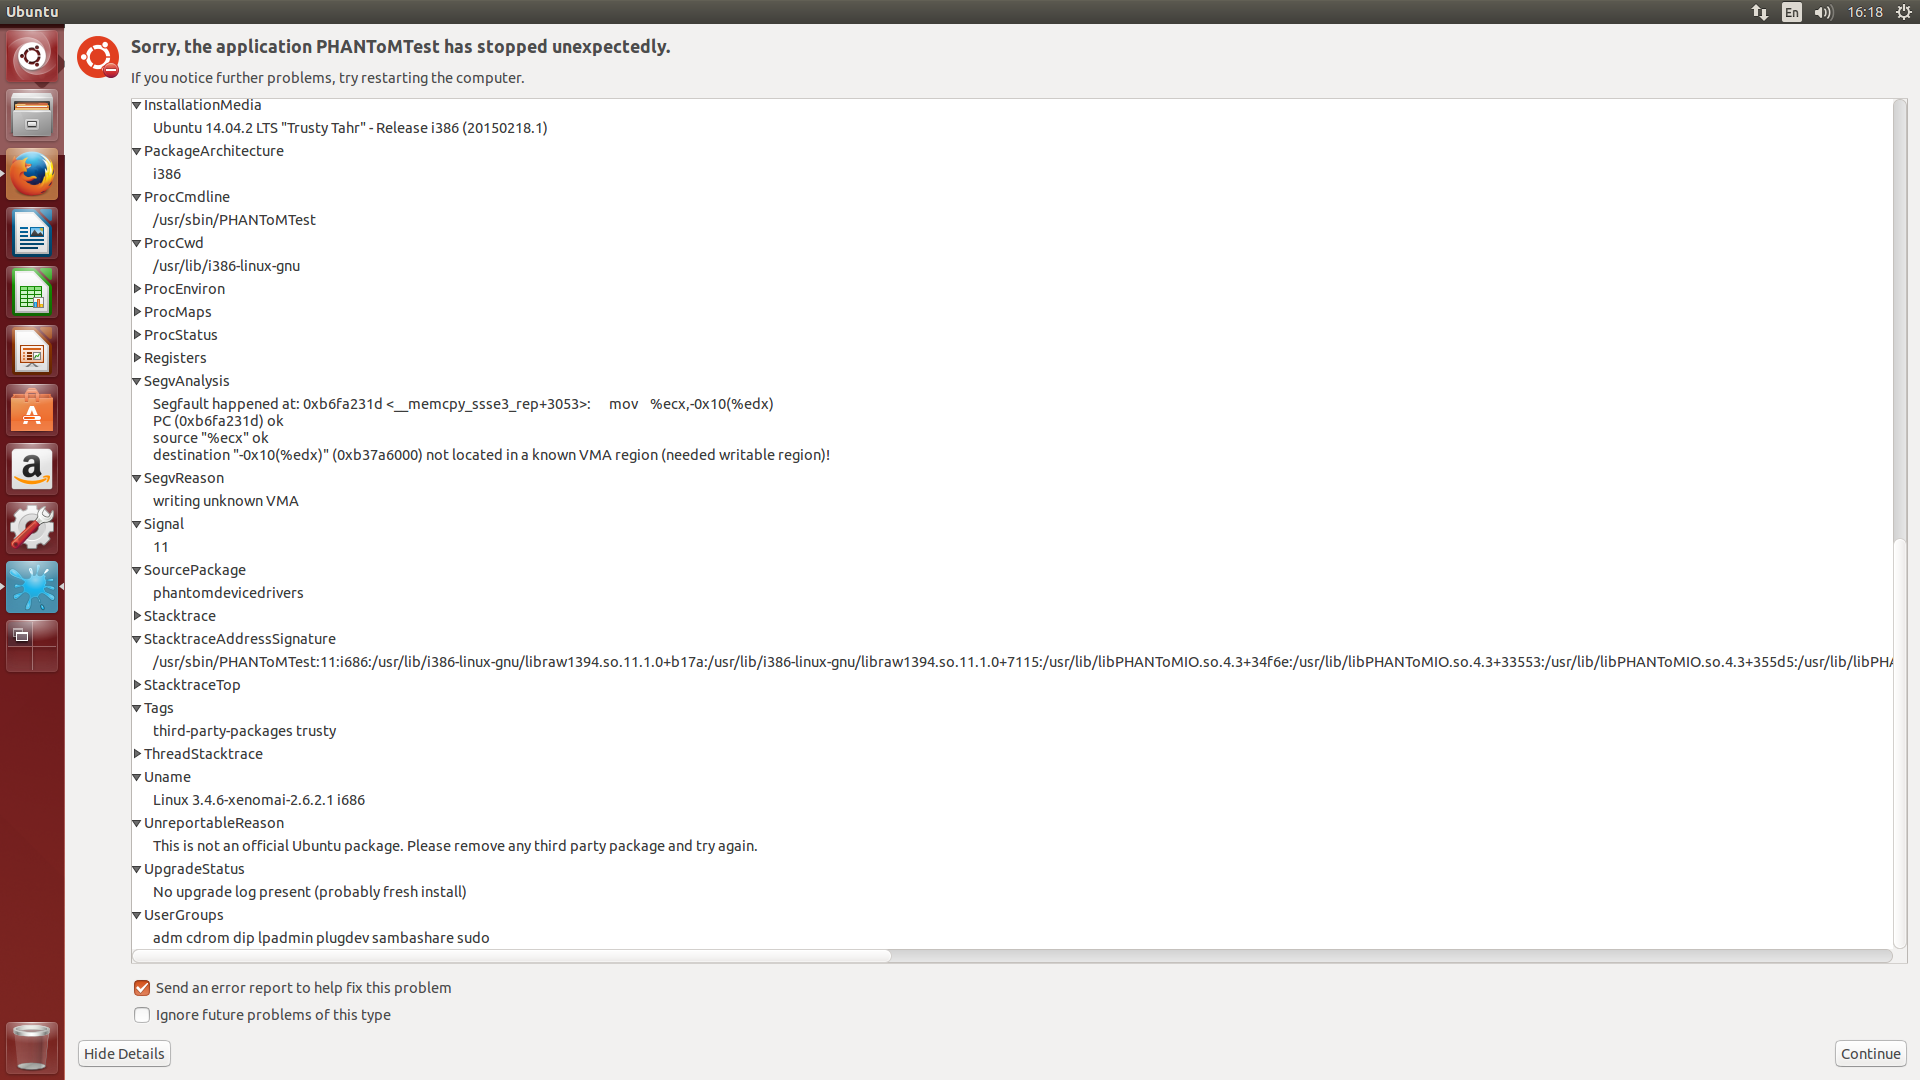 Ubuntu
En
16:18
Sorry, the application PHANToMTest has stopped unexpectedly.
If you notice further problems, try restarting the computer.
InstallationMedia
Ubuntu 14.04.2 LTS "Trusty Tahr" - Release i386 (20150218.1)
PackageArchitecture
i386
ProcCmdline
/usr/sbin/PHANToMTest
ProcCwd
/usr/lib/i386-linux-gnu
ProcEnviron
ProcMaps
ProcStatus
Registers
SegvAnalysis
Segfault happened at: 0xb6fa231d <__memcpy_ssse3_rep+3053>: mov %ecx,-0x10(%edx)
PC (0xb6fa231d) ok
source "%ecx" ok
destination "-0x10(%edx)" (0xb37a6000) not located in a known VMA region (needed writable region)!
SegvReason
writing unknown VMA
Signal
11
SourcePackage
phantomdevicedrivers
Stacktrace
StacktraceAddressSignature
/usr/sbin/PHANToMTest:11:i686:/usr/lib/i386-linux-gnu/libraw1394.so.11.1.0+b17a:/usr/lib/i386-linux-gnu/libraw1394.so.11.1.0+7115:/usr/lib/libPHANToMIO.so.4.3+34f6e:/usr/lib/libPHANToMIO.so.4.3+33553:/usr/lib/libPHANToMIO.so.4.3+355d5:/usr/lib/libPHA
StacktraceTop
Tags
third-party-packages trusty
ThreadStacktrace
Uname
Linux 3.4.6-xenomai-2.6.2.1 i686
UnreportableReason
This is not an official Ubuntu package. Please remove any third party package and try again.
UpgradeStatus
No upgrade log present (probably fresh install)
UserGroups
adm cdrom dip lpadmin plugdev sambashare sudo
Send an error report to help fix this problem
Ignore future problems of this type
Hide Details
Continue